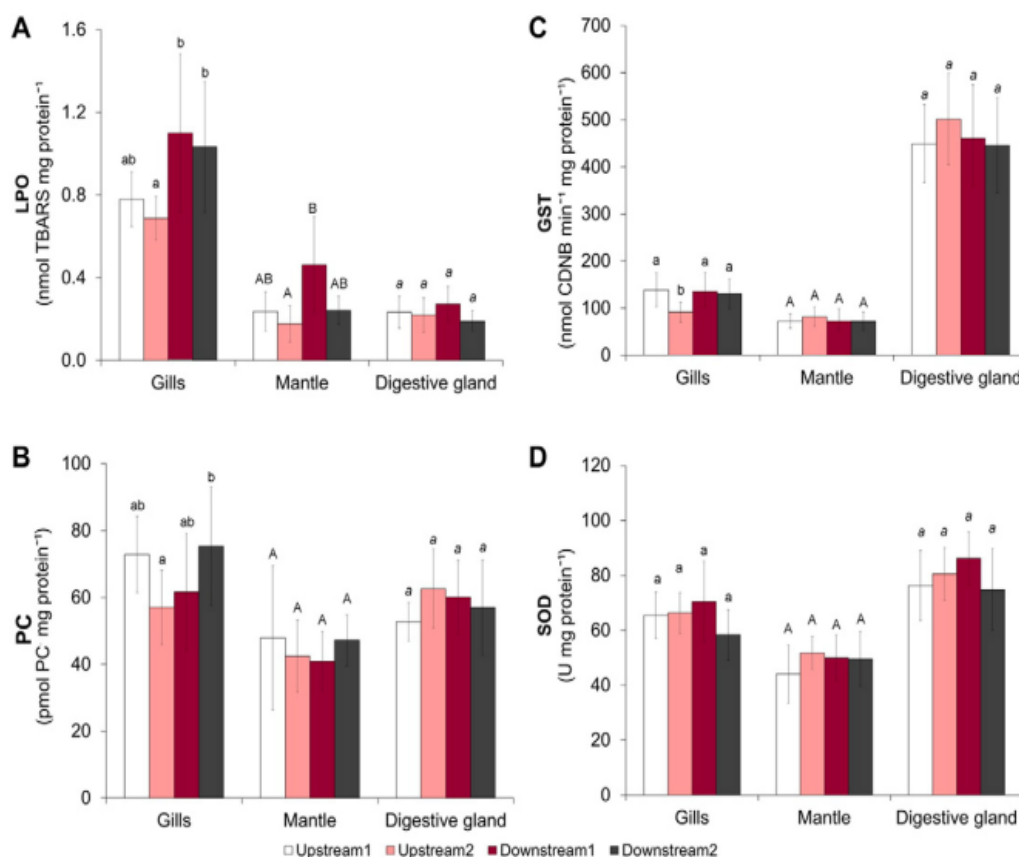 A
LPO
(nmol TBARS mg protein⁻¹)
1.6
1.2
0.8
0.4
0.0
ab
a
b
b
AB
A
B
AB
a
a
a
a
Gills
Mantle
Digestive gland
C
GST
(nmol CDNB min⁻¹ mg protein⁻¹)
700
600
500
400
300
200
100
0
a
b
a
a
A
A
A
A
a
a
a
a
Gills
Mantle
Digestive gland
B
PC
(pmol PC mg protein⁻¹)
100
80
60
40
20
0
ab
a
ab
b
A
A
A
A
a
a
a
a
Gills
Mantle
Digestive gland
D
SOD
(U mg protein⁻¹)
120
100
80
60
40
20
0
a
a
a
a
A
A
A
A
a
a
a
a
Gills
Mantle
Digestive gland
Upstream1 Upstream2 Downstream1 Downstream2